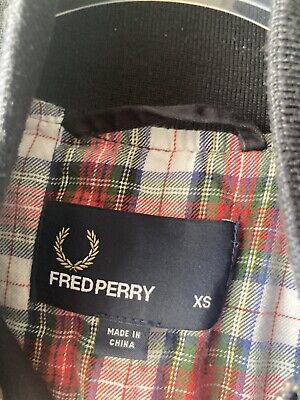 FRED PERRY XS
MADE IN
CHINA